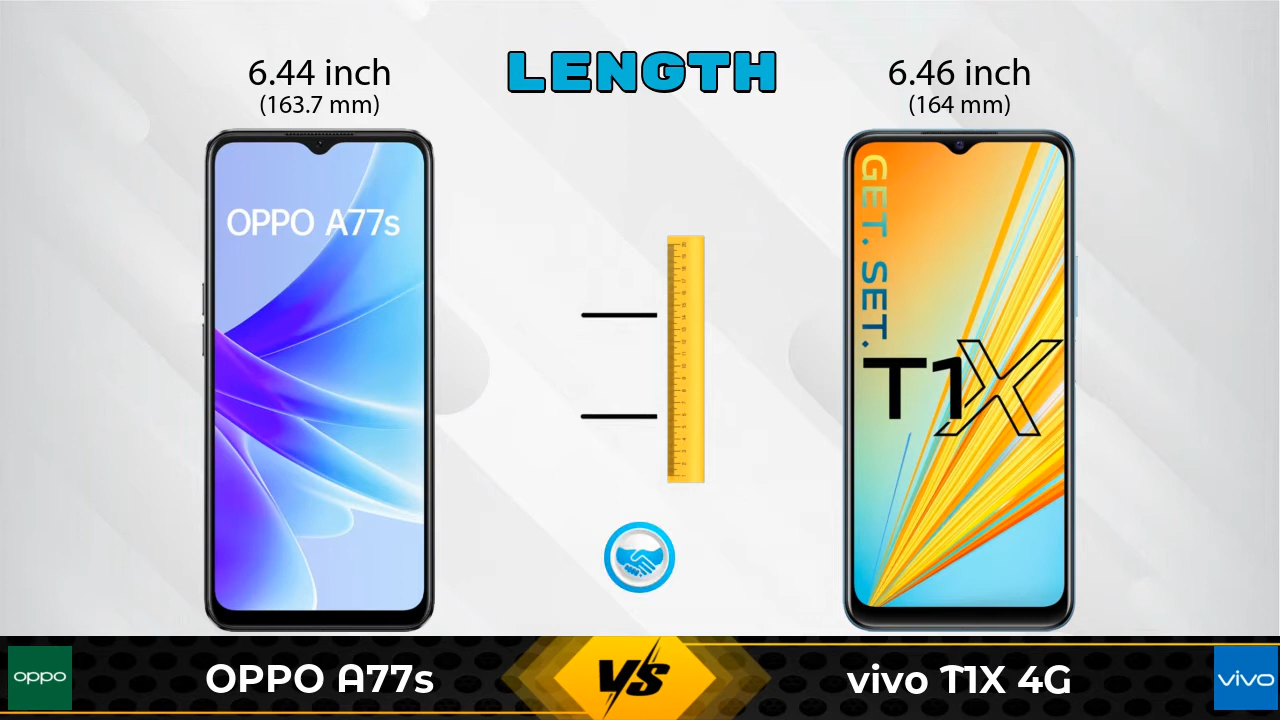 LENGTH
6.44 inch
(163.7 mm)
6.46 inch
(164 mm)
OPPO A77s
GET. SET.
T1X
oppo
OPPO A77s
VS
vivo T1X 4G
vivo